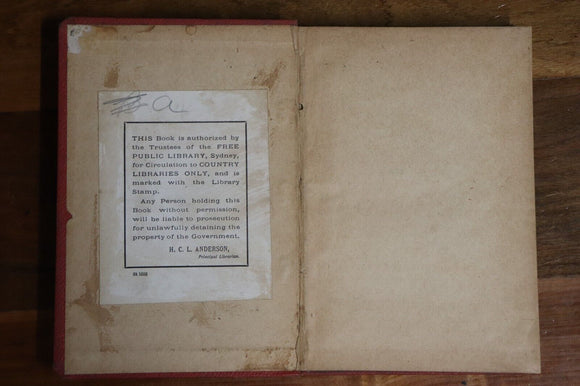 a
THIS Book is authorized by
the Trustees of the FREE
PUBLIC LIBRARY, Sydney,
for Circulation to COUNTRY
LIBRARIES ONLY, and is
marked with the Library
Stamp.
Any Person holding this
Book without permission,
will be liable to prosecution
for unlawfully detaining the
property of the Government.
H. C. L. ANDERSON,
Principal Librarian.